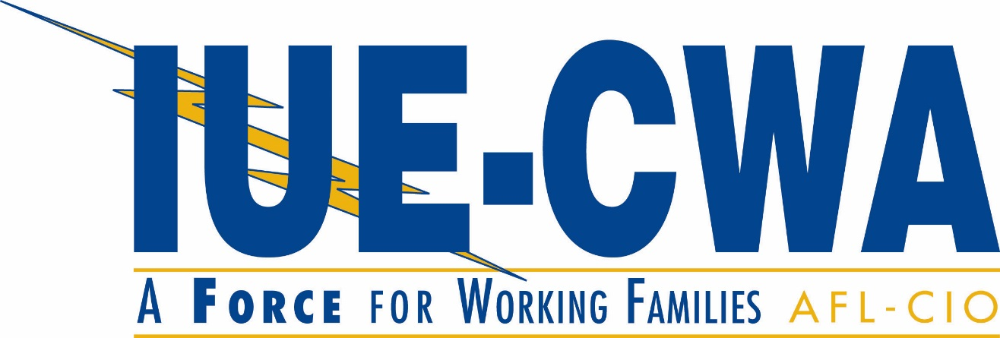 IUE-CWA
A FORCE FOR WORKING FAMILIES AFL-CIO